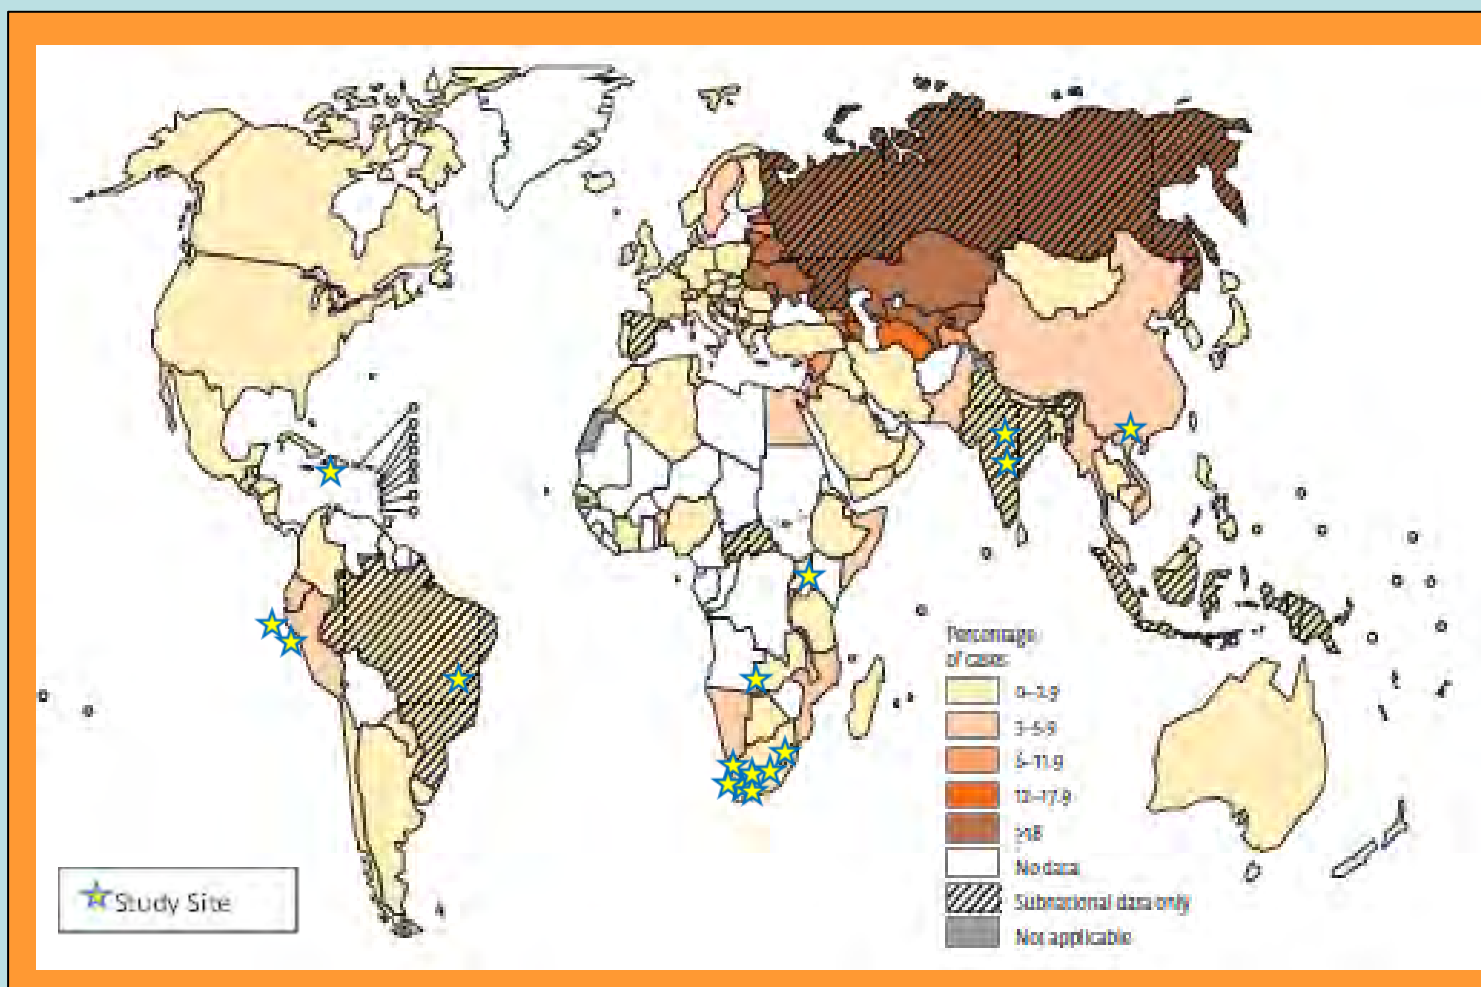 Percentage
of cases
0–2.9
3–5.9
6–11.9
12–17.9
≥18
No data
Subnational data only
Not applicable
Study Site